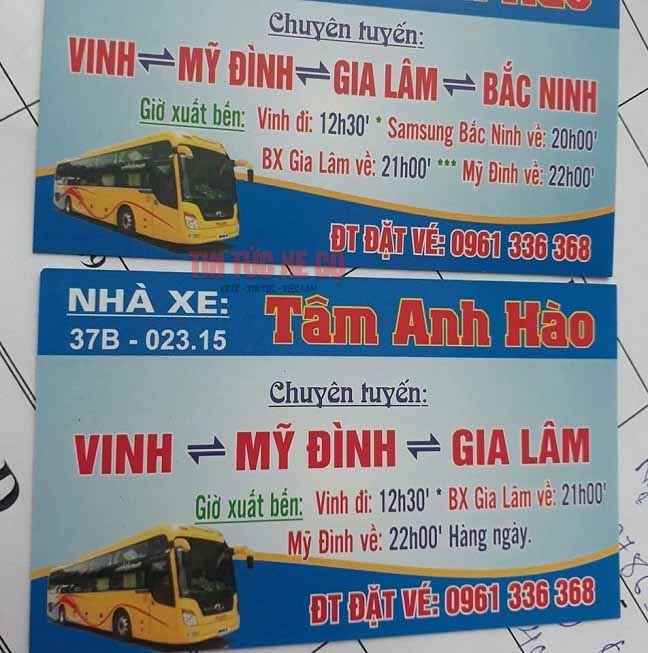 Chuyên tuyến:
VINH ⇌ MỸ ĐÌNH ⇌ GIA LÂM ⇌ BẮC NINH
Giờ xuất bến: Vinh đi: 12h30' * Samsung Bắc Ninh về: 20h00'
BX Gia Lâm về: 21h00' *** Mỹ Đình về: 22h00'
ĐT ĐẶT VÉ: 0961 336 368
TIN TỨC XE CỘ
NHÀ XE: Tâm Anh Hào
37B - 023.15
Chuyên tuyến:
VINH ⇌ MỸ ĐÌNH ⇌ GIA LÂM
Giờ xuất bến: Vinh đi: 12h30' * BX Gia Lâm về: 21h00'
Mỹ Đình về: 22h00' Hàng ngày.
ĐT ĐẶT VÉ: 0961 336 368